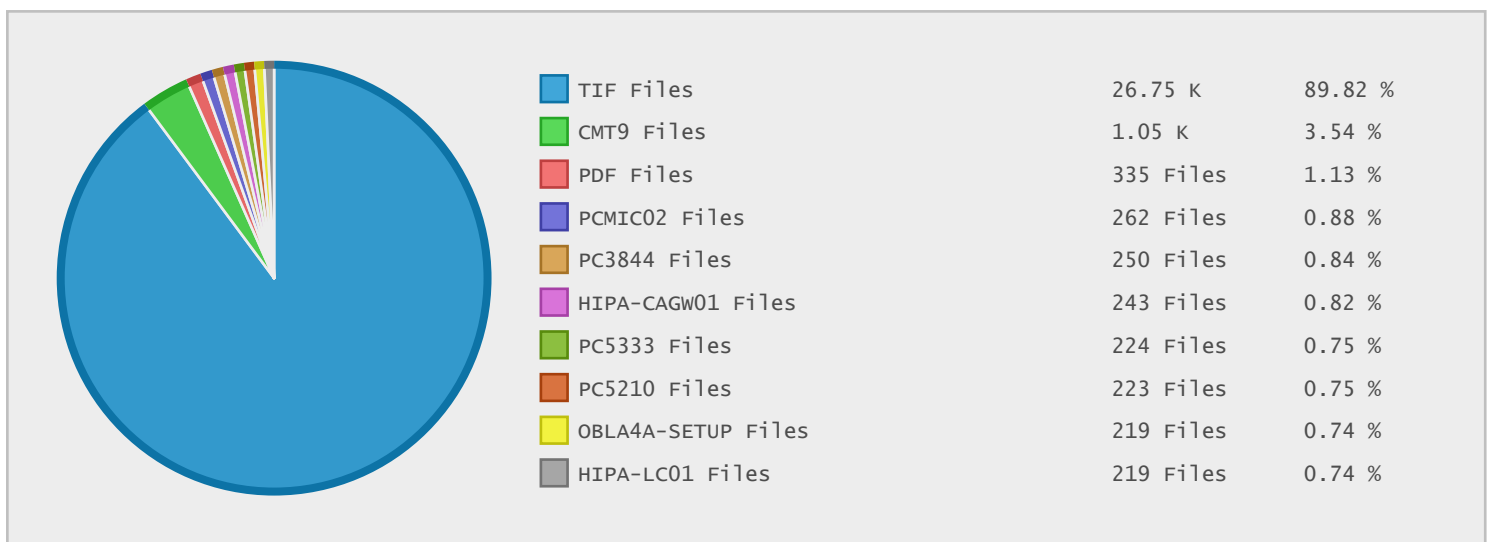 TIF Files 26.75 K 89.82 %
CMT9 Files 1.05 K 3.54 %
PDF Files 335 Files 1.13 %
PCMICO2 Files 262 Files 0.88 %
PC3844 Files 250 Files 0.84 %
HIPA-CAGW01 Files 243 Files 0.82 %
PC5333 Files 224 Files 0.75 %
PC5210 Files 223 Files 0.75 %
OBLA4A-SETUP Files 219 Files 0.74 %
HIPA-LC01 Files 219 Files 0.74 %